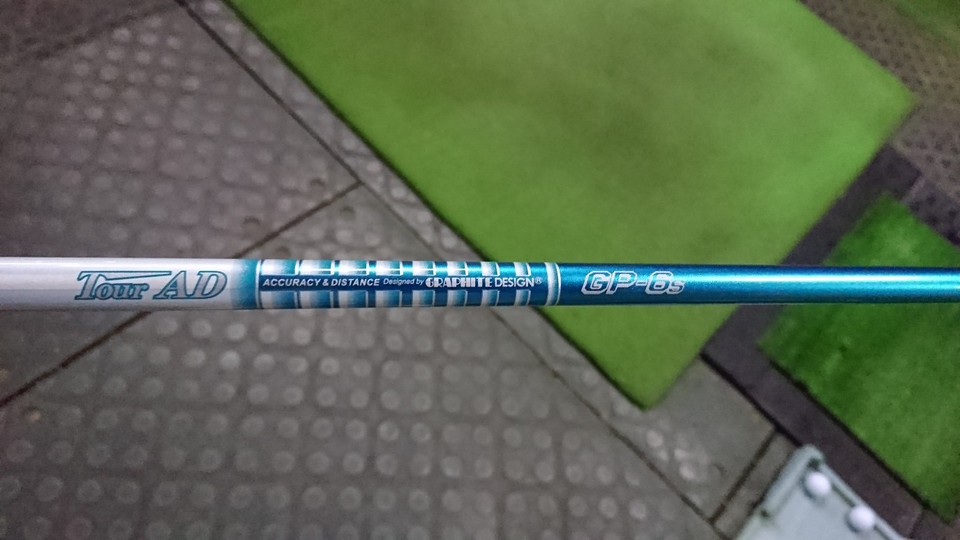 Tour AD ACCURACY & DISTANCE Designed by GRAPHITE DESIGN® GP-6s